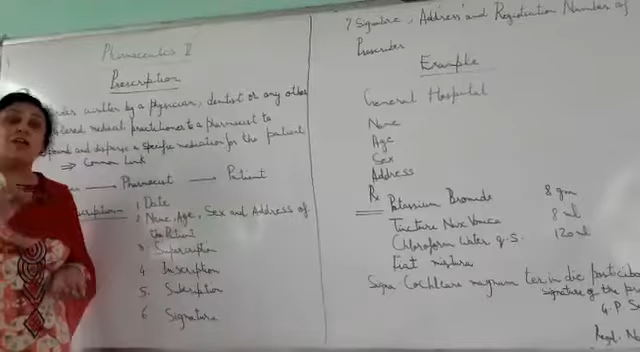 Pharmaceutics II
Prescription
order written by a physician, dentist or any other
medical practitioner to a pharmacist to
and dispense a specific medication for the patient
⇒ Common Link
→ Pharmacist → Patient
1 Date
2 Name, Age, Sex and Address of
the Patient
3 Superscription
4 Inscription
5. Subscription
6 Signatura
7 Signature, Address and Registration Number of
Prescriber
Example
General Hospital
Name
Age
Sex
Address
Rx
Potassium Bromide 8 gm
Tincture Nux Vomica 8 ml
Chloroform Water q.s. 120 ml
Fiat mistura
Signa Cochleare magnum ter in die
signature of the
G. P.
Regd. N